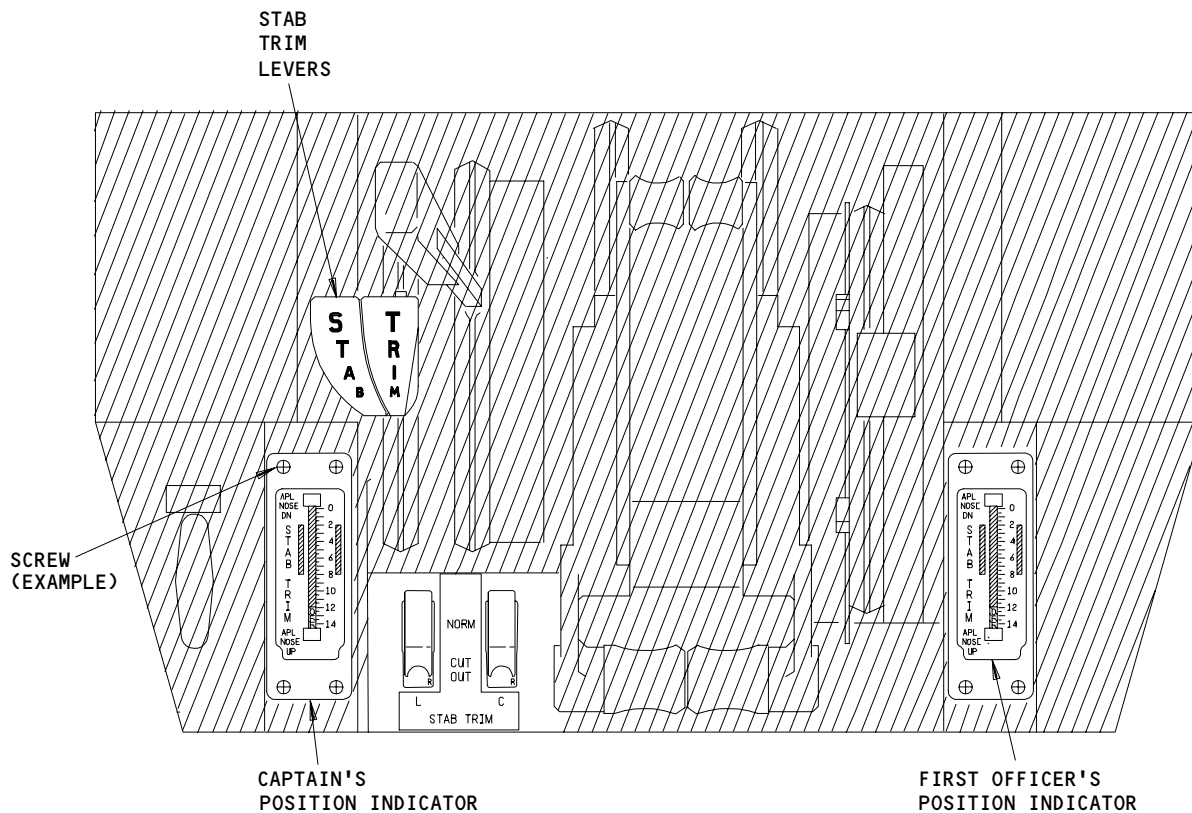 STAB
TRIM
LEVERS
STAB
TRIM
SCREW
(EXAMPLE)
APL
NOSE
DN
STAB TRIM
0
2
4
6
8
10
12
14
APL
NOSE
UP
NORM
CUT
OUT
R
R
L
C
STAB TRIM
APL
NOSE
DN
STAB TRIM
0
2
4
6
8
10
12
14
APL
NOSE
UP
CAPTAIN'S
POSITION INDICATOR
FIRST OFFICER'S
POSITION INDICATOR